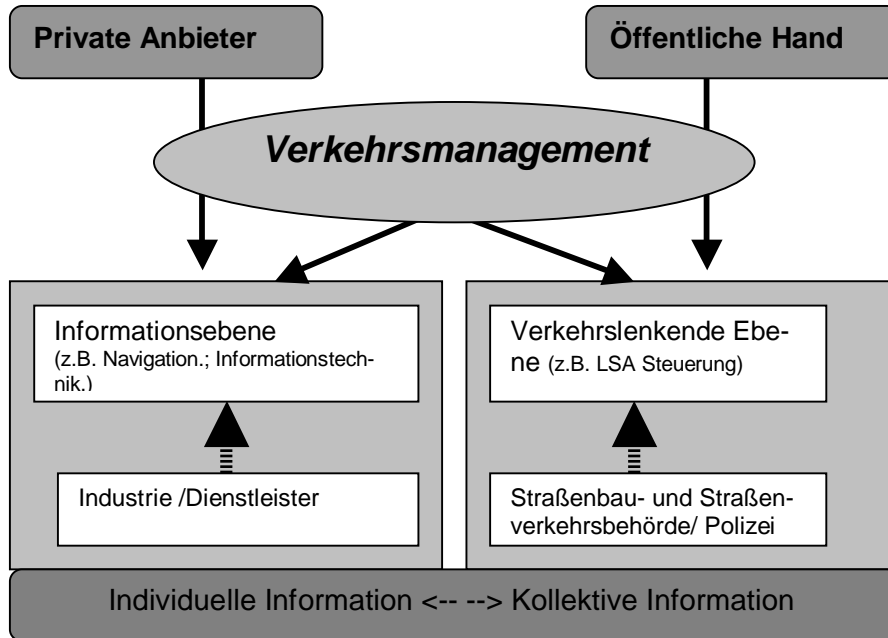 Private Anbieter
Öffentliche Hand
Verkehrsmanagement
Informationsebene
(z.B. Navigation.; Informationstech-
nik.)
Verkehrslenkende Ebe-
ne (z.B. LSA Steuerung)
Industrie /Dienstleister
Straßenbau- und Straßen-
verkehrsbehörde/ Polizei
Individuelle Information <-- --> Kollektive Information